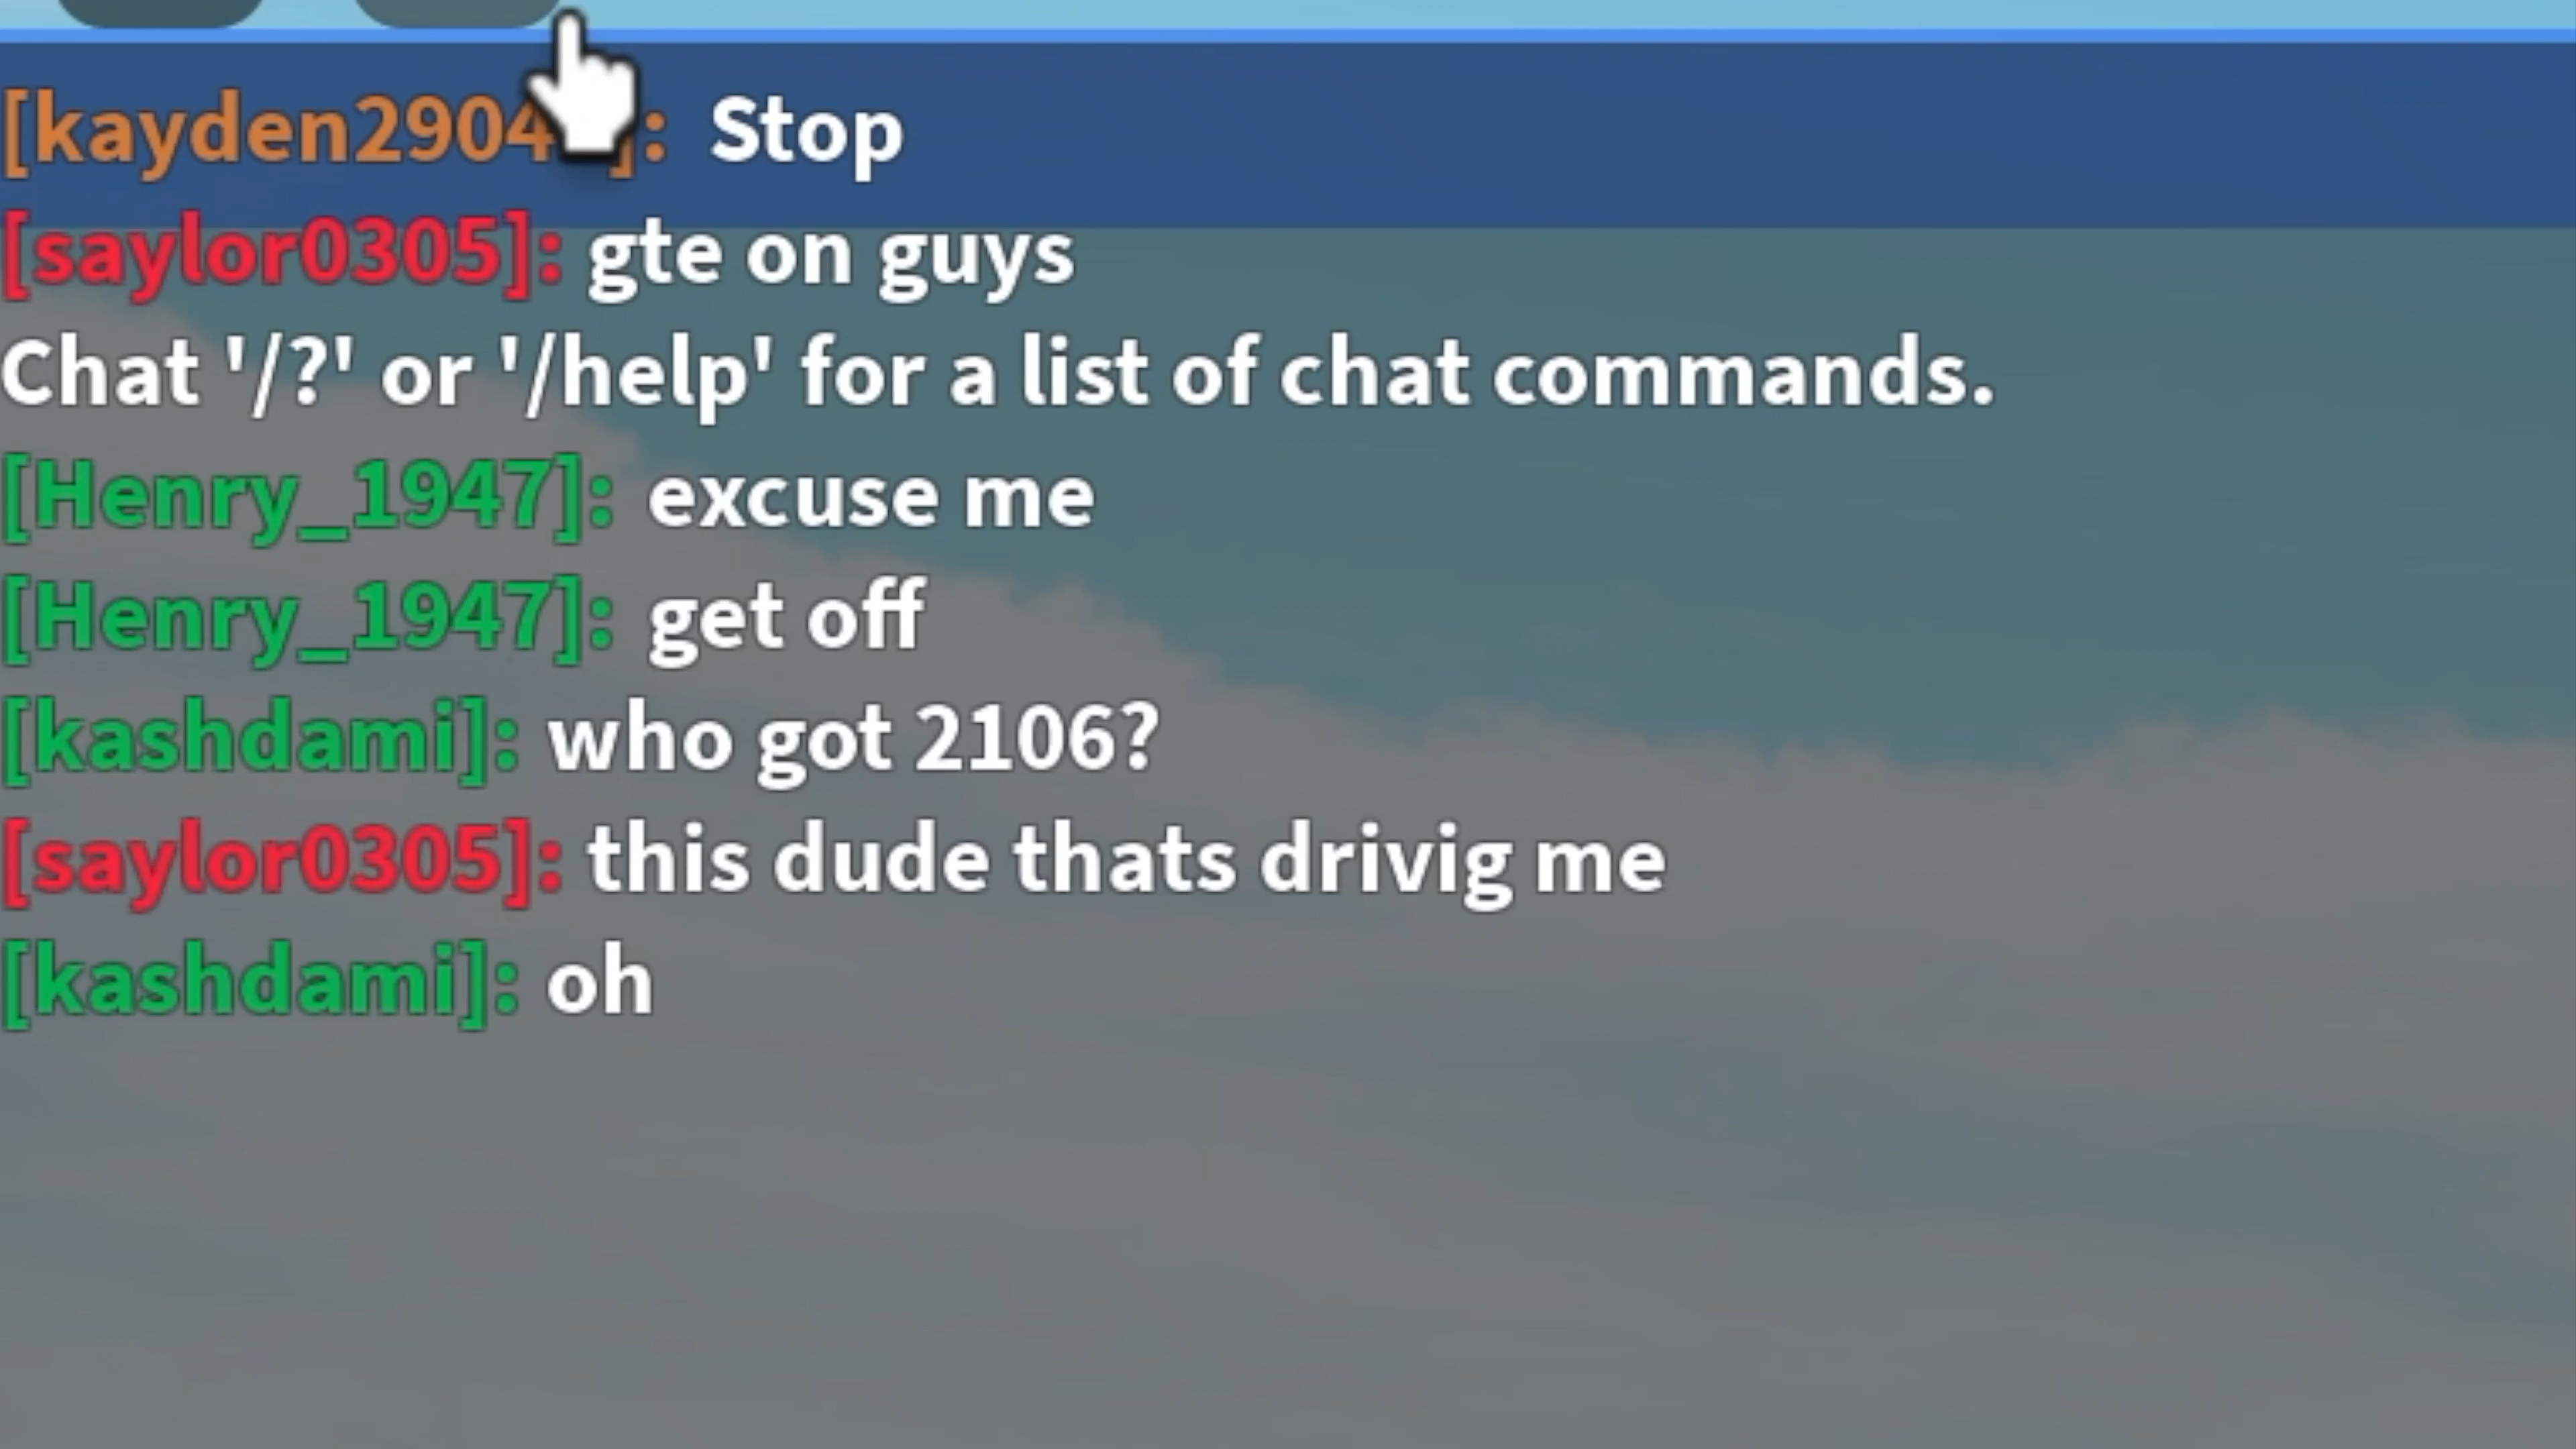 [kayden2904 ]: Stop
[saylor0305]: gte on guys
Chat '/?' or '/help' for a list of chat commands.
[Henry_1947]: excuse me
[Henry_1947]: get off
[kashdami]: who got 2106?
[saylor0305]: this dude thats drivig me
[kashdami]: oh